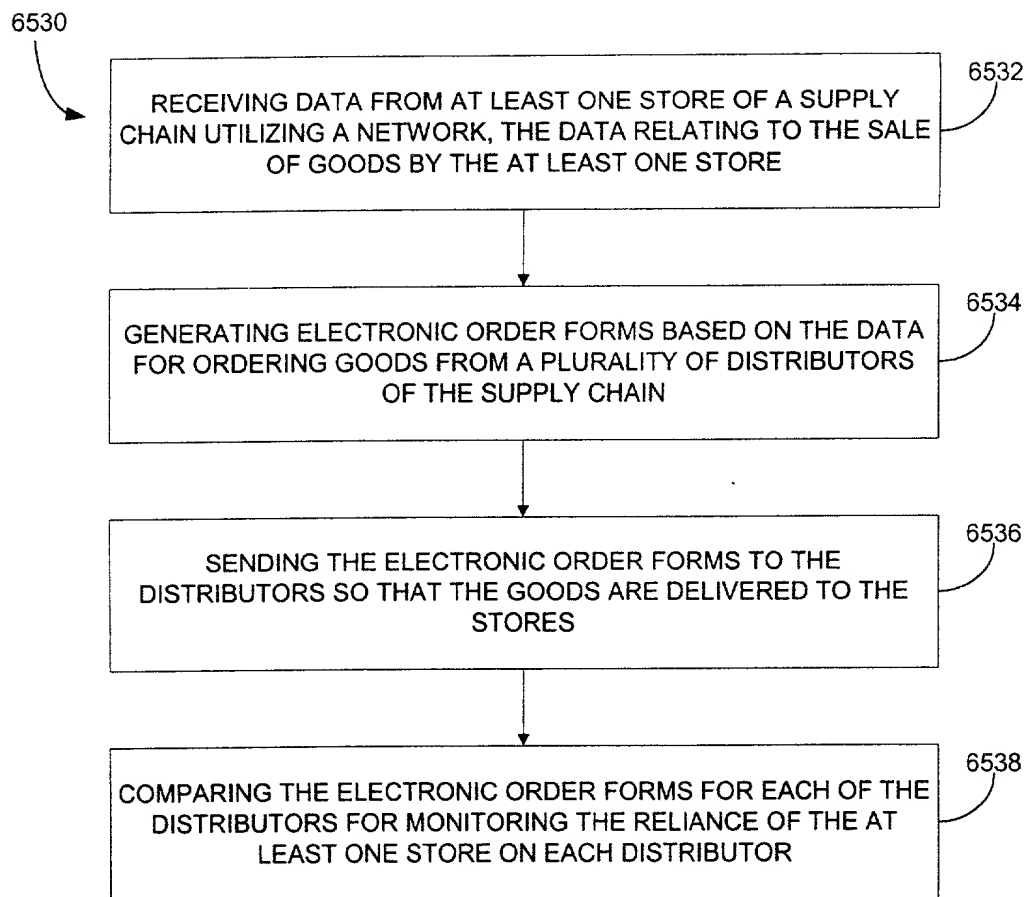 6530
6532
RECEIVING DATA FROM AT LEAST ONE STORE OF A SUPPLY
CHAIN UTILIZING A NETWORK, THE DATA RELATING TO THE SALE
OF GOODS BY THE AT LEAST ONE STORE
6534
GENERATING ELECTRONIC ORDER FORMS BASED ON THE DATA
FOR ORDERING GOODS FROM A PLURALITY OF DISTRIBUTORS
OF THE SUPPLY CHAIN
6536
SENDING THE ELECTRONIC ORDER FORMS TO THE
DISTRIBUTORS SO THAT THE GOODS ARE DELIVERED TO THE
STORES
6538
COMPARING THE ELECTRONIC ORDER FORMS FOR EACH OF THE
DISTRIBUTORS FOR MONITORING THE RELIANCE OF THE AT
LEAST ONE STORE ON EACH DISTRIBUTOR